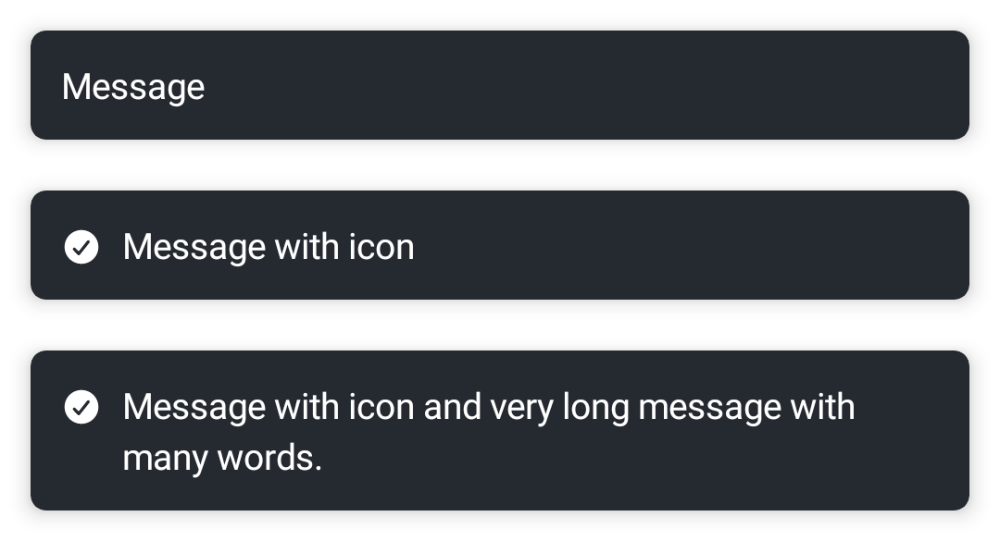 Message
Message with icon
Message with icon and very long message with
many words.